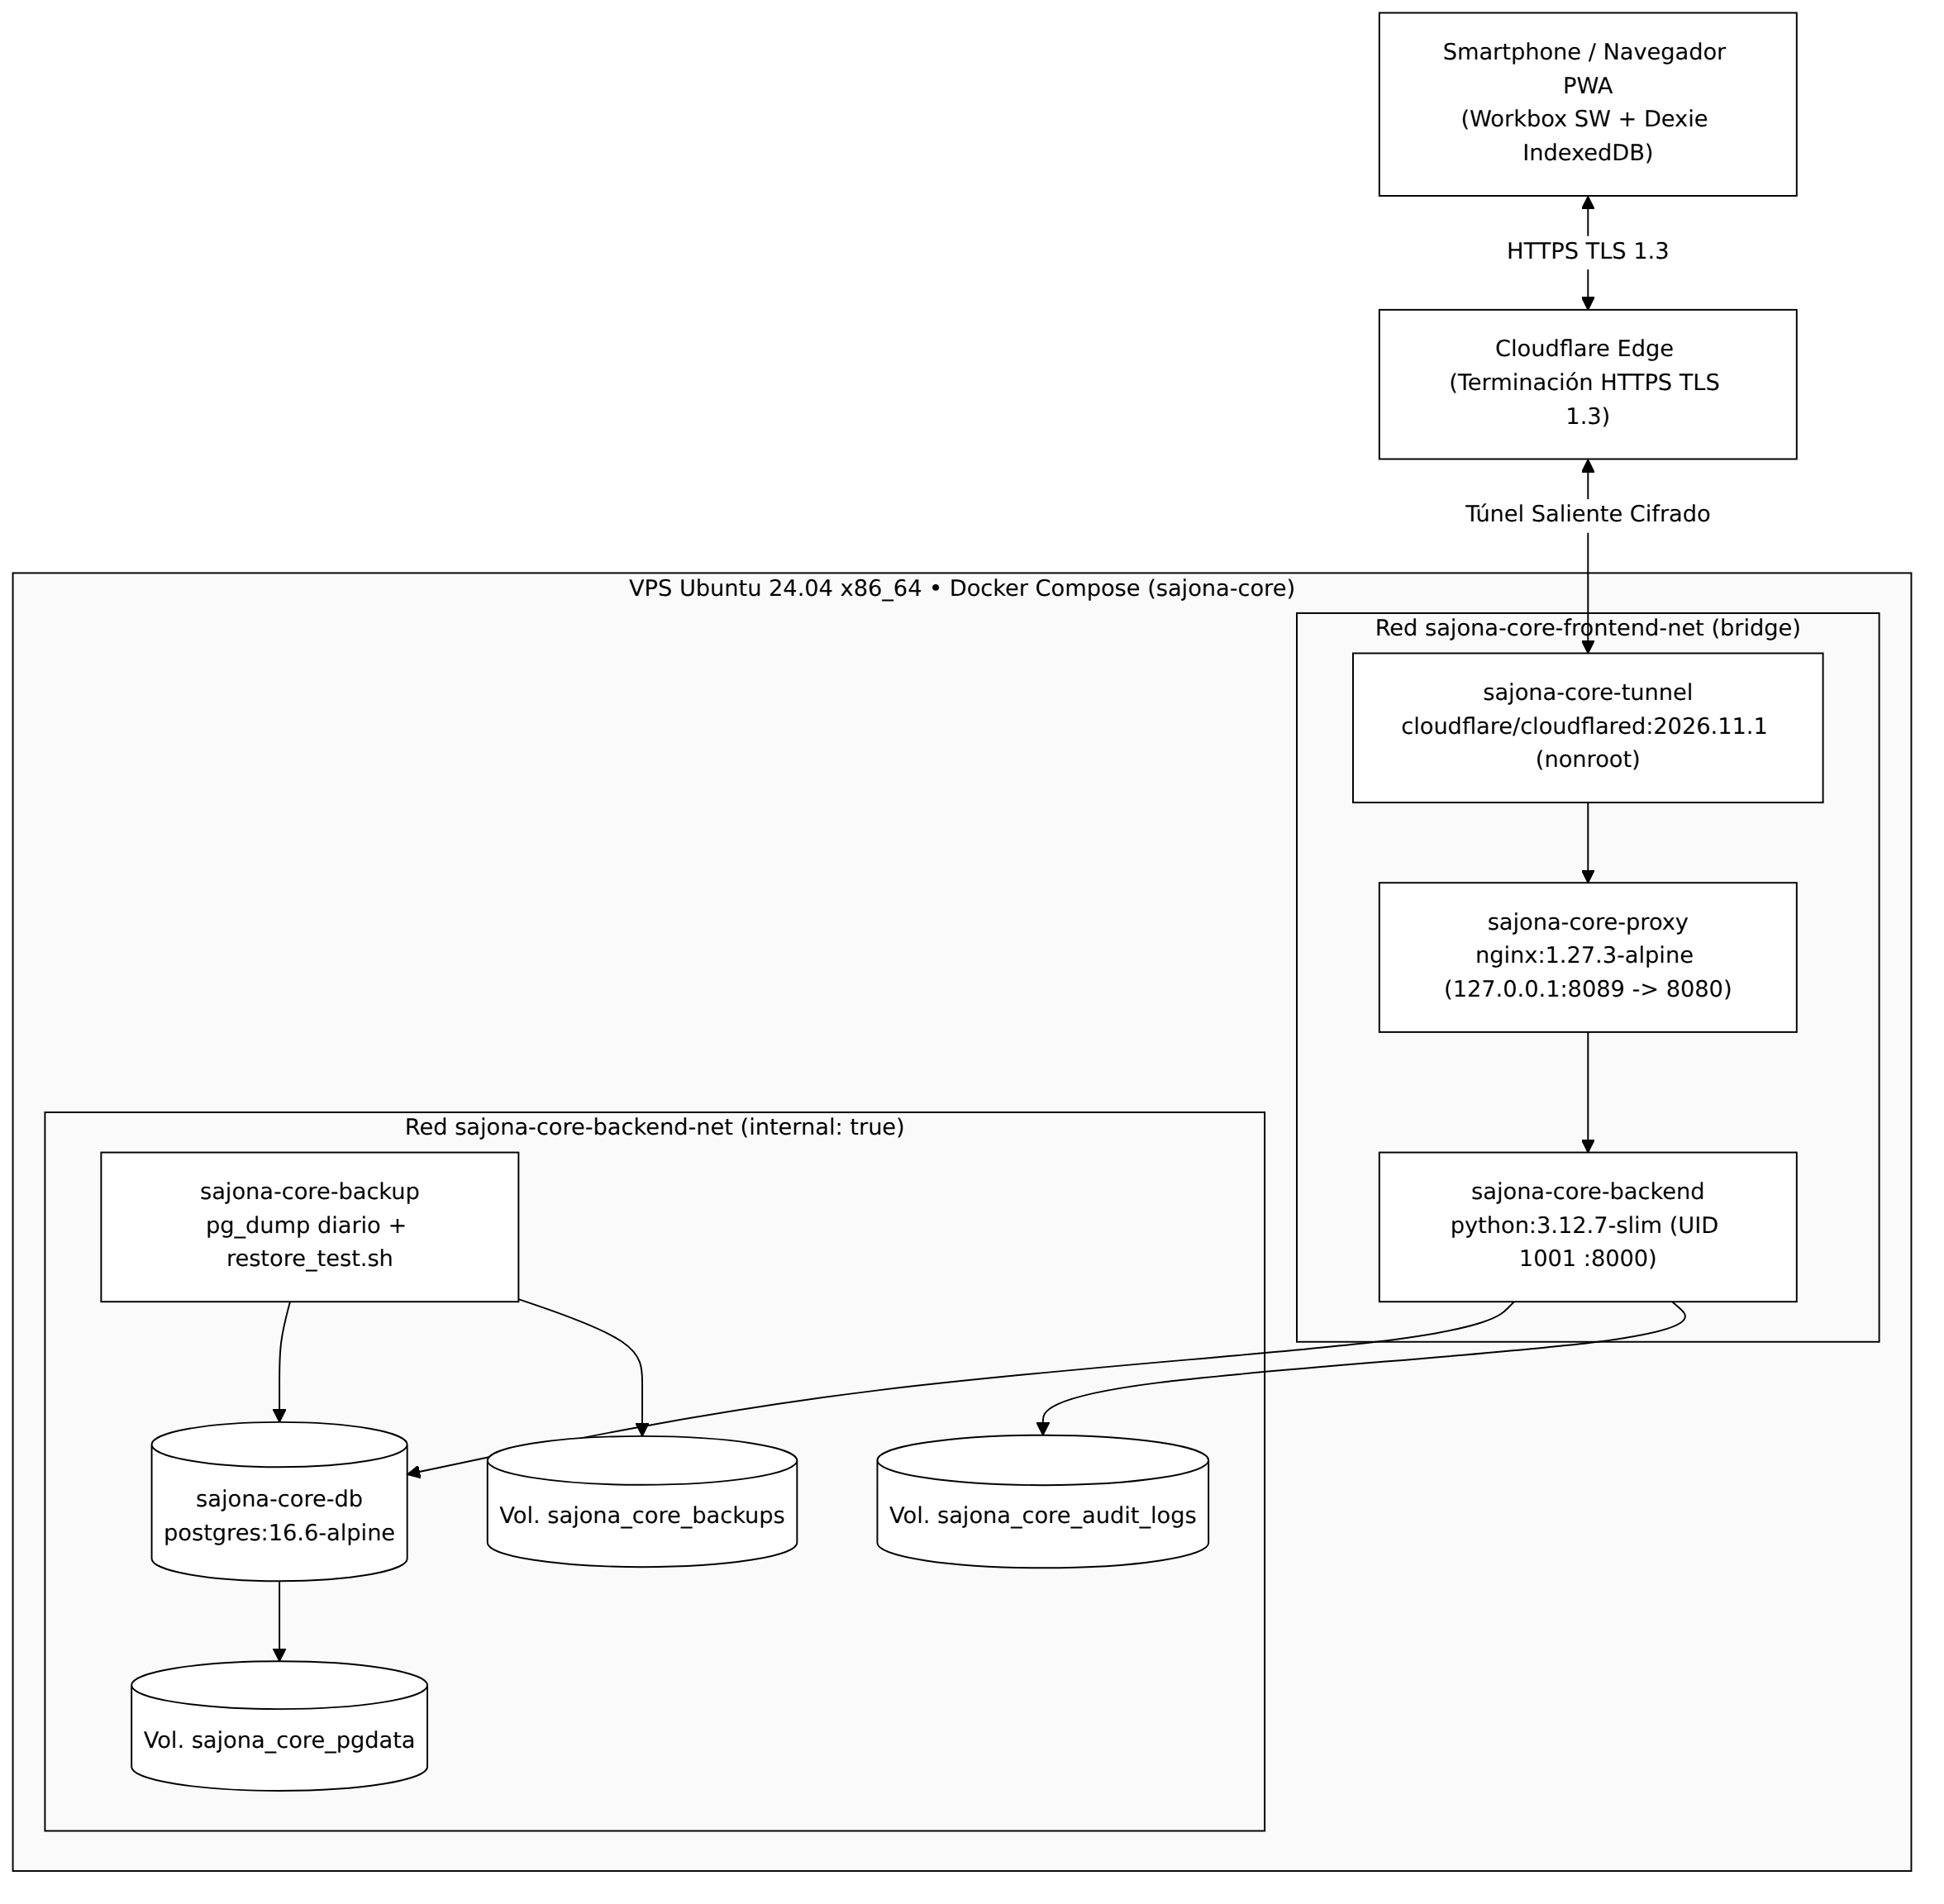 Smartphone / Navegador
PWA
(Workbox SW + Dexie
IndexedDB)
HTTPS TLS 1.3
Cloudflare Edge
(Terminación HTTPS TLS
1.3)
Túnel Saliente Cifrado
VPS Ubuntu 24.04 x86_64 • Docker Compose (sajona-core)
Red sajona-core-frontend-net (bridge)
sajona-core-tunnel
cloudflare/cloudflared:2026.11.1
(nonroot)
sajona-core-proxy
nginx:1.27.3-alpine
(127.0.0.1:8089 -> 8080)
sajona-core-backend
python:3.12.7-slim (UID
1001 :8000)
Red sajona-core-backend-net (internal: true)
sajona-core-backup
pg_dump diario +
restore_test.sh
sajona-core-db
postgres:16.6-alpine
Vol. sajona_core_backups
Vol. sajona_core_audit_logs
Vol. sajona_core_pgdata